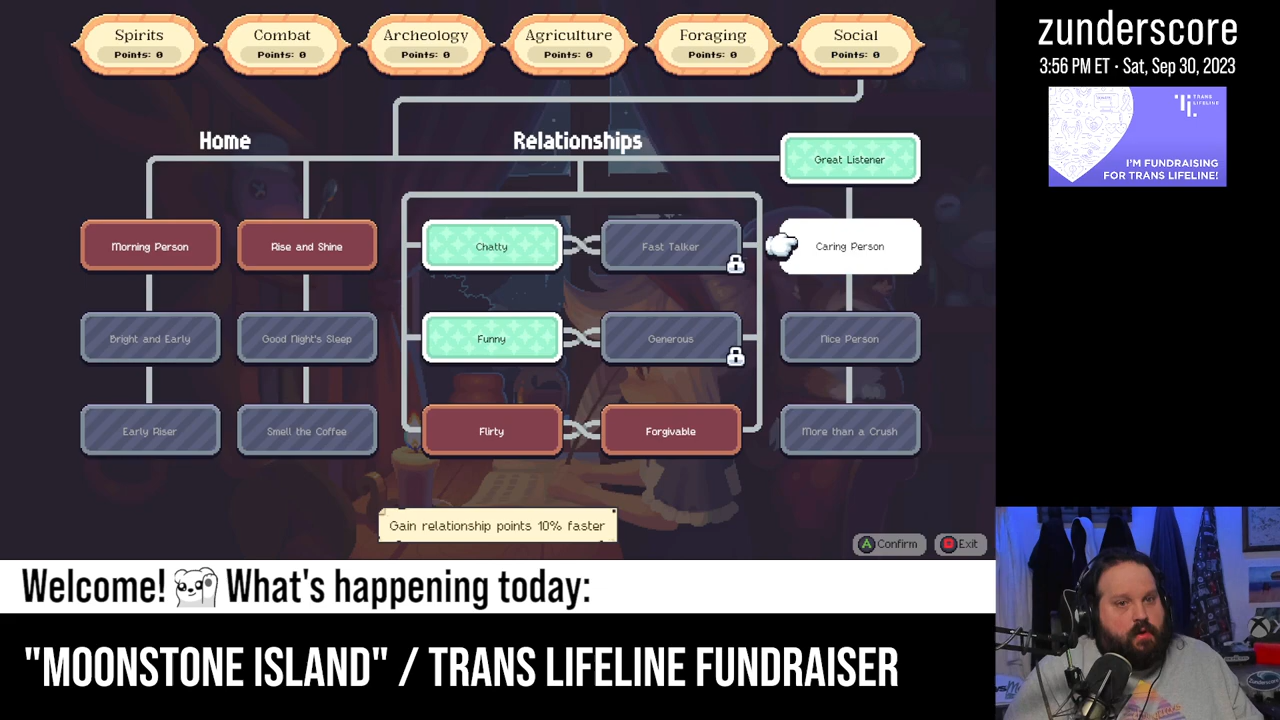 Spirits
Points: 0
Combat
Points: 0
Archeology
Points: 0
Agriculture
Points: 0
Foraging
Points: 0
Social
Points: 0
zunderscore
3:56 PM ET · Sat, Sep 30, 2023
TRANS
LIFELINE
I'M FUNDRAISING
FOR TRANS LIFELINE!
Home
Relationships
Great Listener
Morning Person
Rise and Shine
Chatty
Fast Talker
Caring Person
Bright and Early
Good Night's Sleep
Funny
Generous
Nice Person
Early Riser
Smell the Coffee
Flirty
Forgivable
More than a Crush
Gain relationship points 10% faster
A Confirm
Exit
Welcome! What's happening today:
"MOONSTONE ISLAND" / TRANS LIFELINE FUNDRAISER